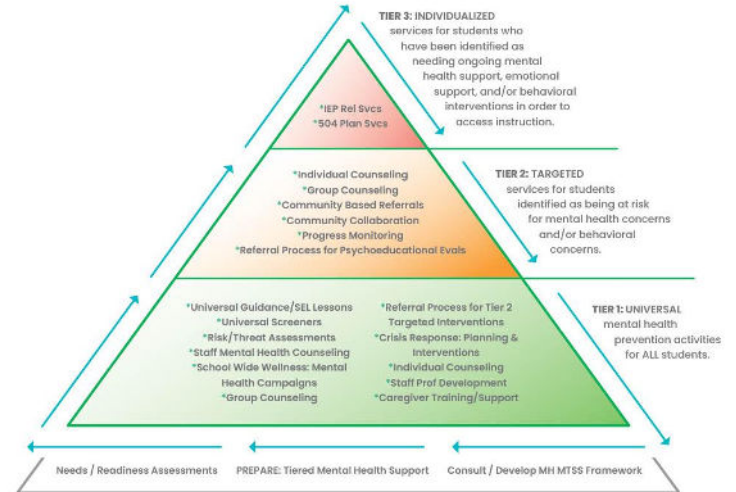 TIER 3: INDIVIDUALIZED
services for students who
have been identified as
needing ongoing mental
health support, emotional
support, and/or behavioral
interventions in order to
access instruction.
*IEP Rel Svcs
*504 Plan Svcs
TIER 2: TARGETED
services for students
identified as being at risk
for mental health concerns
and/or behavioral
concerns.
*Individual Counseling
*Group Counseling
*Community Based Referrals
*Community Collaboration
*Progress Monitoring
*Referral Process for Psychoeducational Evals
TIER 1: UNIVERSAL
mental health
prevention activities
for ALL students.
*Universal Guidance/SEL Lessons
*Universal Screeners
*Risk/Threat Assessments
*Staff Mental Health Counseling
*School Wide Wellness: Mental
Health Campaigns
*Group Counseling
*Referral Process for Tier 2
Targeted Interventions
*Crisis Response: Planning &
Interventions
*Individual Counseling
*Staff Prof Development
*Caregiver Training/Support
Needs / Readiness Assessments
PREPARE: Tiered Mental Health Support
Consult / Develop MH MTSS Framework